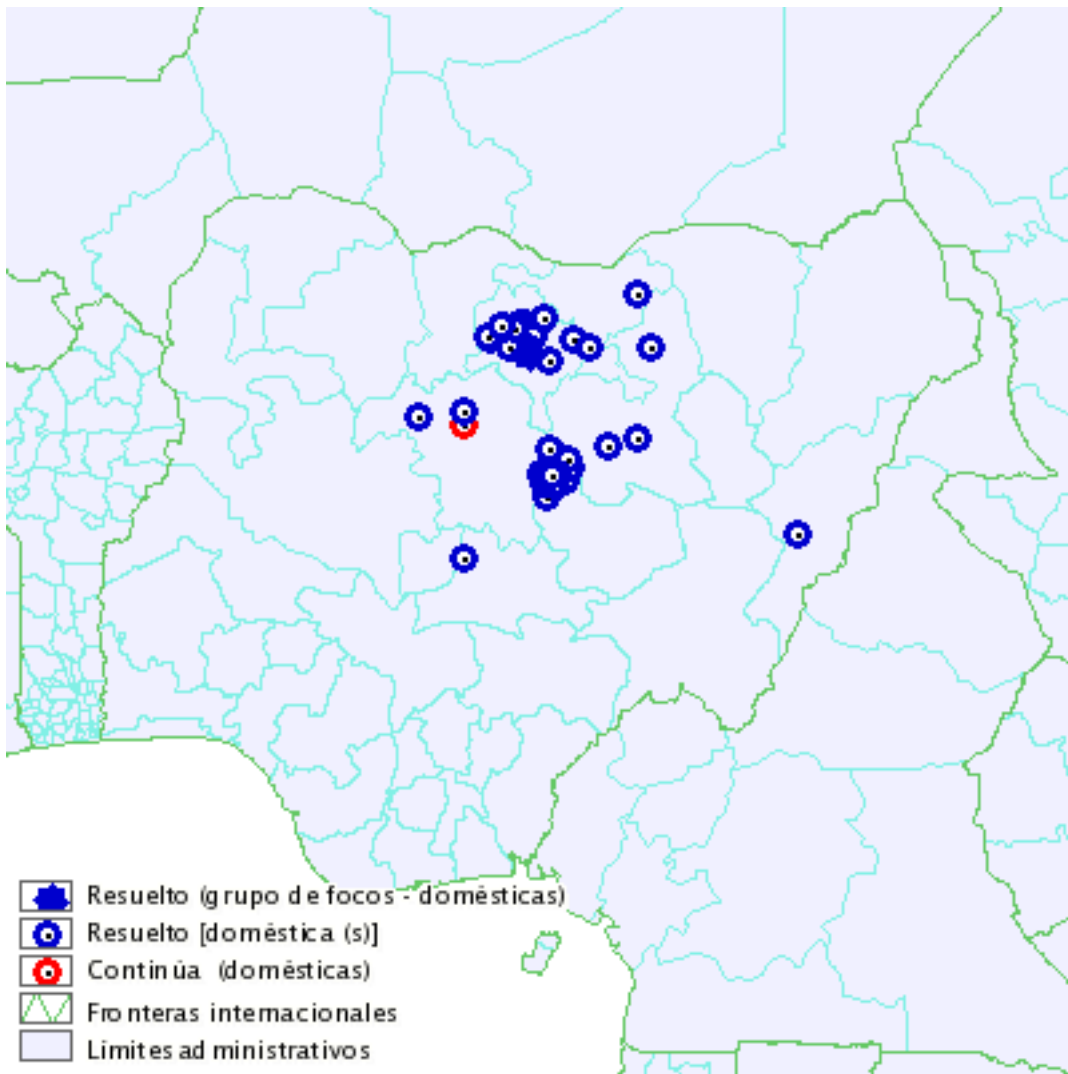 Resuelto (grupo de focos - domésticas)
Resuelto [doméstica (s)]
Continúa (domésticas)
Fronteras internacionales
Límites administrativos